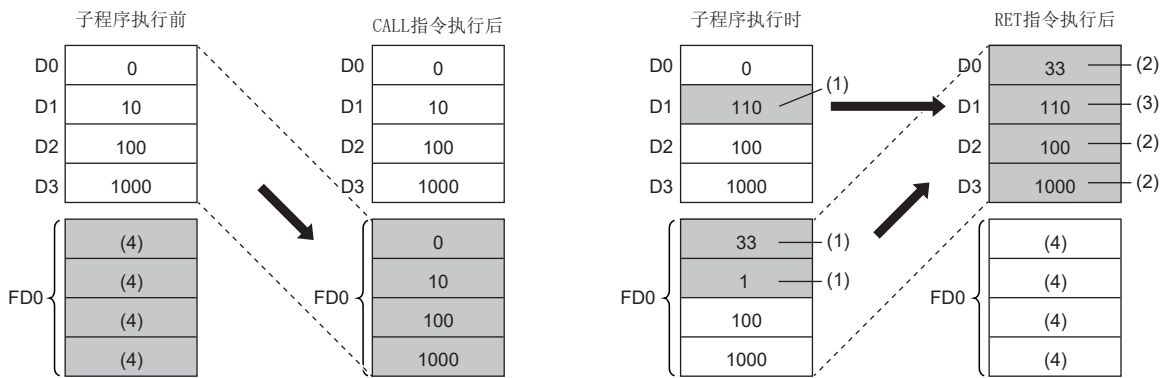 子程序执行前
D0 0
D1 10
D2 100
D3 1000
FD0
(4)
(4)
(4)
(4)
CALL指令执行后
D0 0
D1 10
D2 100
D3 1000
FD0
0
10
100
1000
子程序执行时
D0 0
D1 110 (1)
D2 100
D3 1000
FD0
33 (1)
1 (1)
100
1000
RET指令执行后
D0 33 (2)
D1 110 (3)
D2 100 (2)
D3 1000 (2)
FD0
(4)
(4)
(4)
(4)